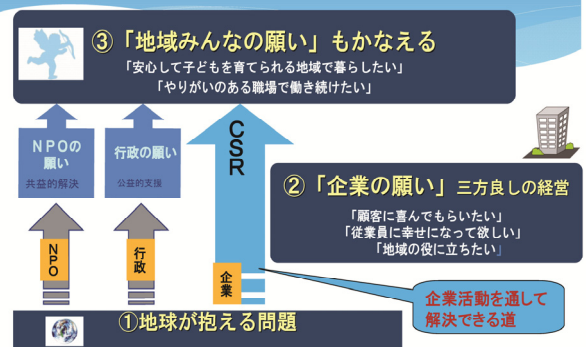 ③「地域みんなの願い」もかなえる
「安心して子どもを育てられる地域で暮らしたい」
「やりがいのある職場で働き続けたい」
NPOの
願い
共益的解決
行政の願い
公益的支援
CSR
②「企業の願い」三方良しの経営
「顧客に喜んでもらいたい」
「従業員に幸せになって欲しい」
「地域の役に立ちたい」
NPO
行政
企業
企業活動を通して
解決できる道
①地球が抱える問題